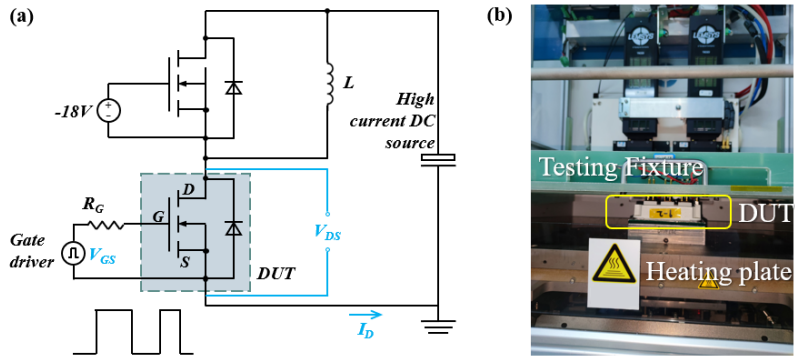 (a)
-18V
L
High
current DC
source
R_G
D
G
S
Gate
driver
V_GS
V_DS
DUT
I_D
(b)
Testing Fixture
DUT
Heating plate